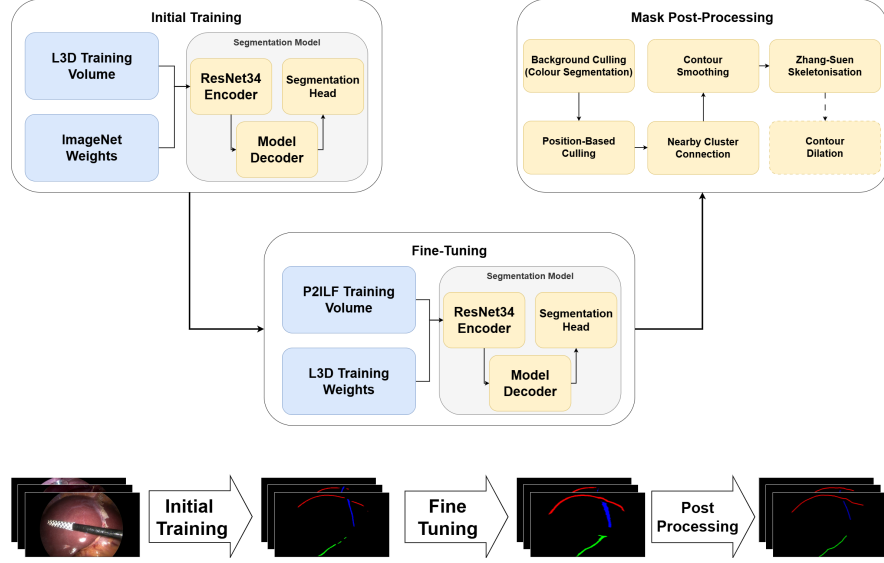 Initial Training
L3D Training
Volume
ImageNet
Weights
Segmentation Model
ResNet34
Encoder
Segmentation
Head
Model
Decoder
Mask Post-Processing
Background Culling
(Colour Segmentation)
Contour
Smoothing
Zhang-Suen
Skeletonisation
Position-Based
Culling
Nearby Cluster
Connection
Contour
Dilation
Fine-Tuning
P2ILF Training
Volume
L3D Training
Weights
Segmentation Model
ResNet34
Encoder
Segmentation
Head
Model
Decoder
Initial
Training
Fine
Tuning
Post
Processing